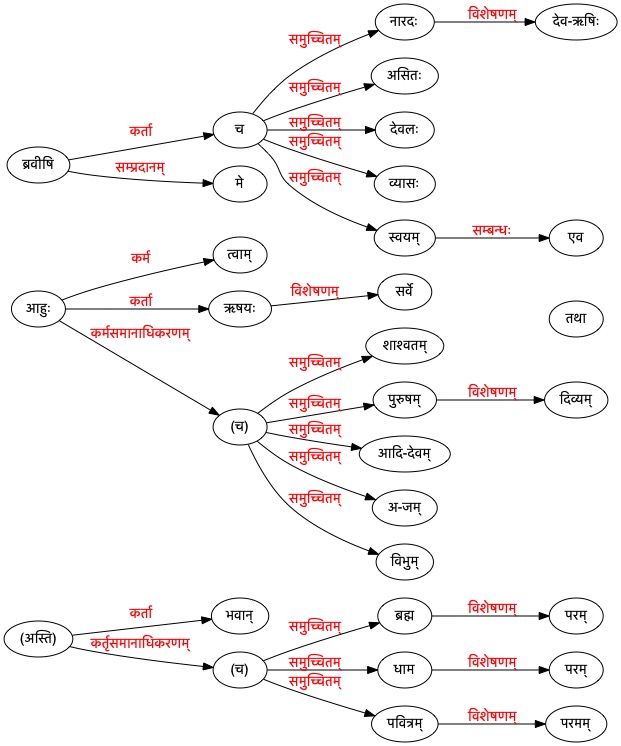 नारदः विशेषणम् देव-ऋषिः
समुच्चितम्
असितः
समुच्चितम्
कर्ता च समुच्चितम् देवलः
समुच्चितम्
ब्रवीषि
सम्प्रदानम् मे समुच्चितम् व्यासः
स्वयम् सम्बन्धः एव
कर्म त्वाम्
आहुः कर्ता ऋषयः विशेषणम् सर्वे
तथा
कर्मसमानाधिकरणम्
शाश्वतम्
समुच्चितम्
पुरुषम् विशेषणम् दिव्यम्
समुच्चितम्
(च) समुच्चितम्
आदि-देवम्
समुच्चितम्
अ-जम्
समुच्चितम्
विभुम्
कर्ता भवान् ब्रह्म विशेषणम् परम्
समुच्चितम्
(अस्ति) कर्तृसमानाधिकरणम्
(च) समुच्चितम् धाम विशेषणम् परम्
समुच्चितम्
पवित्रम् विशेषणम् परमम्